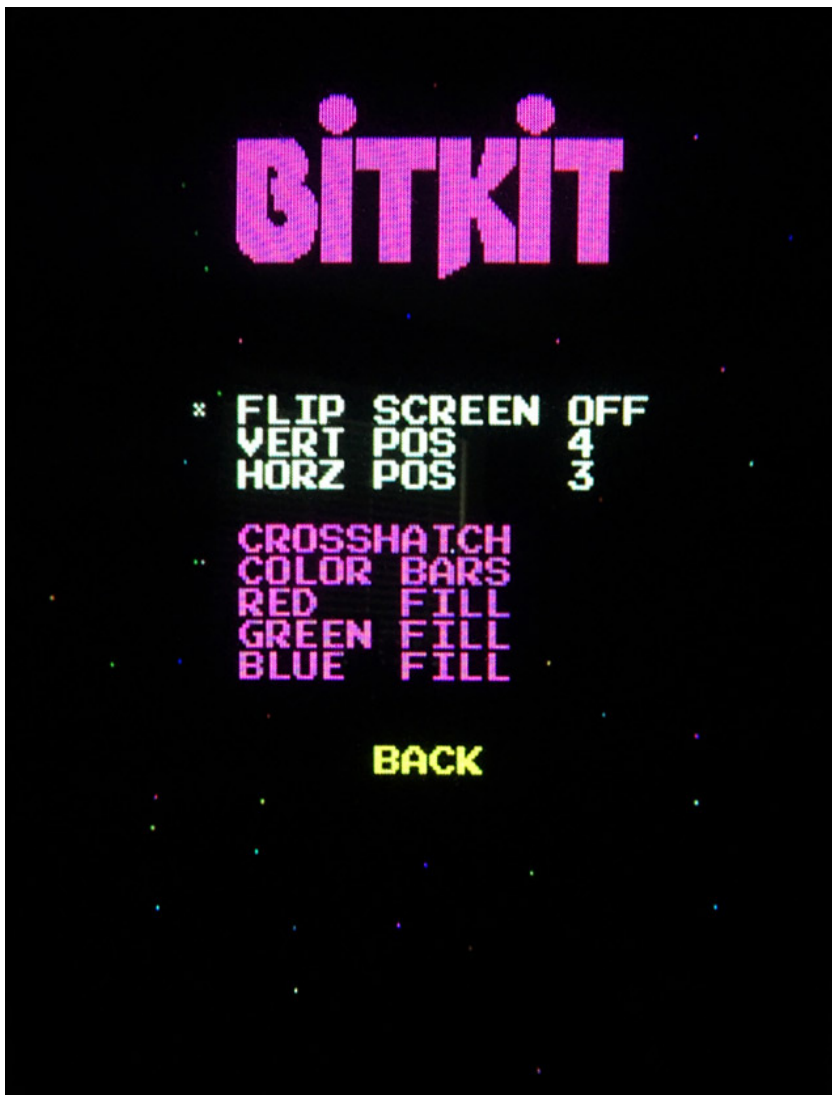 BiTKiT
x FLIP SCREEN OFF
VERT POS 4
HORZ POS 3
CROSSHATCH
COLOR BARS
RED FILL
GREEN FILL
BLUE FILL
BACK